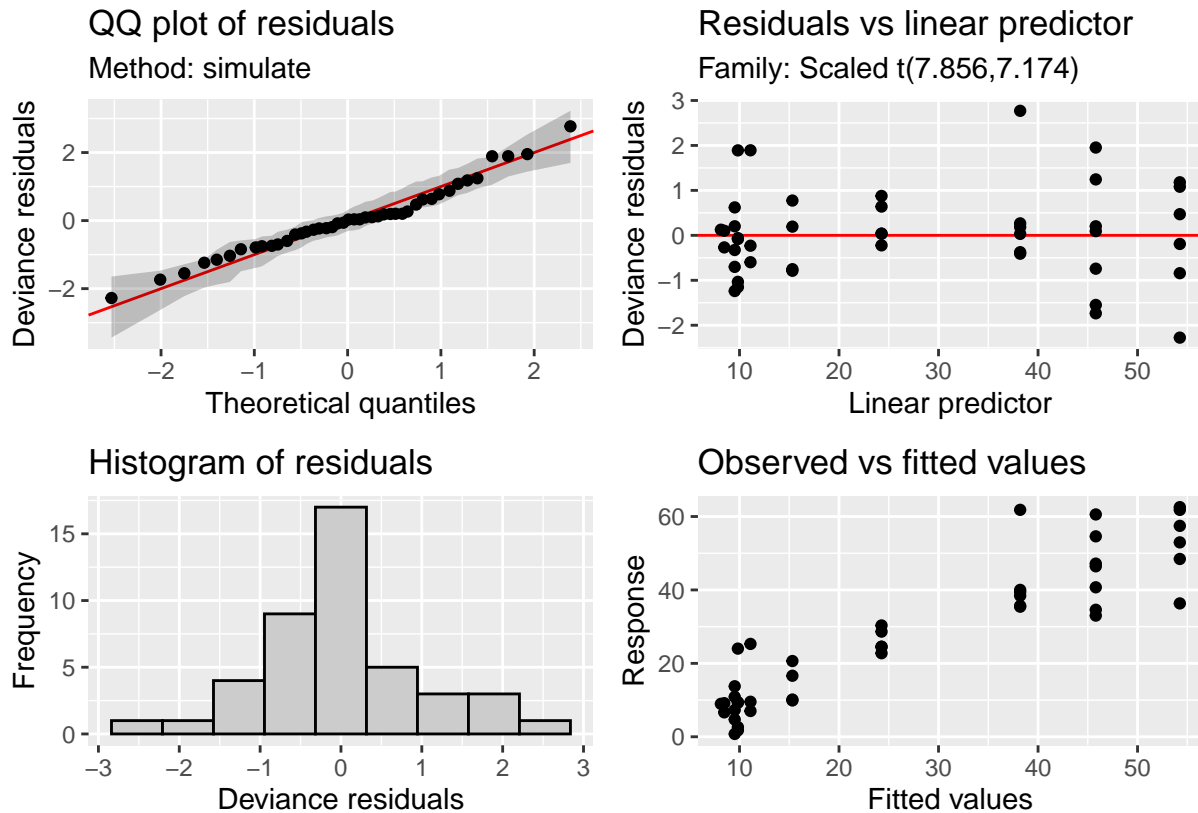 QQ plot of residuals
Method: simulate
Deviance residuals
2
0
−2
−2
−1
0
1
2
Theoretical quantiles
Residuals vs linear predictor
Family: Scaled t(7.856,7.174)
Deviance residuals
3
2
1
0
−1
−2
10
20
30
40
50
Linear predictor
Histogram of residuals
Frequency
15
10
5
0
−3
−2
−1
0
1
2
3
Deviance residuals
Observed vs fitted values
Response
60
40
20
0
10
20
30
40
50
Fitted values